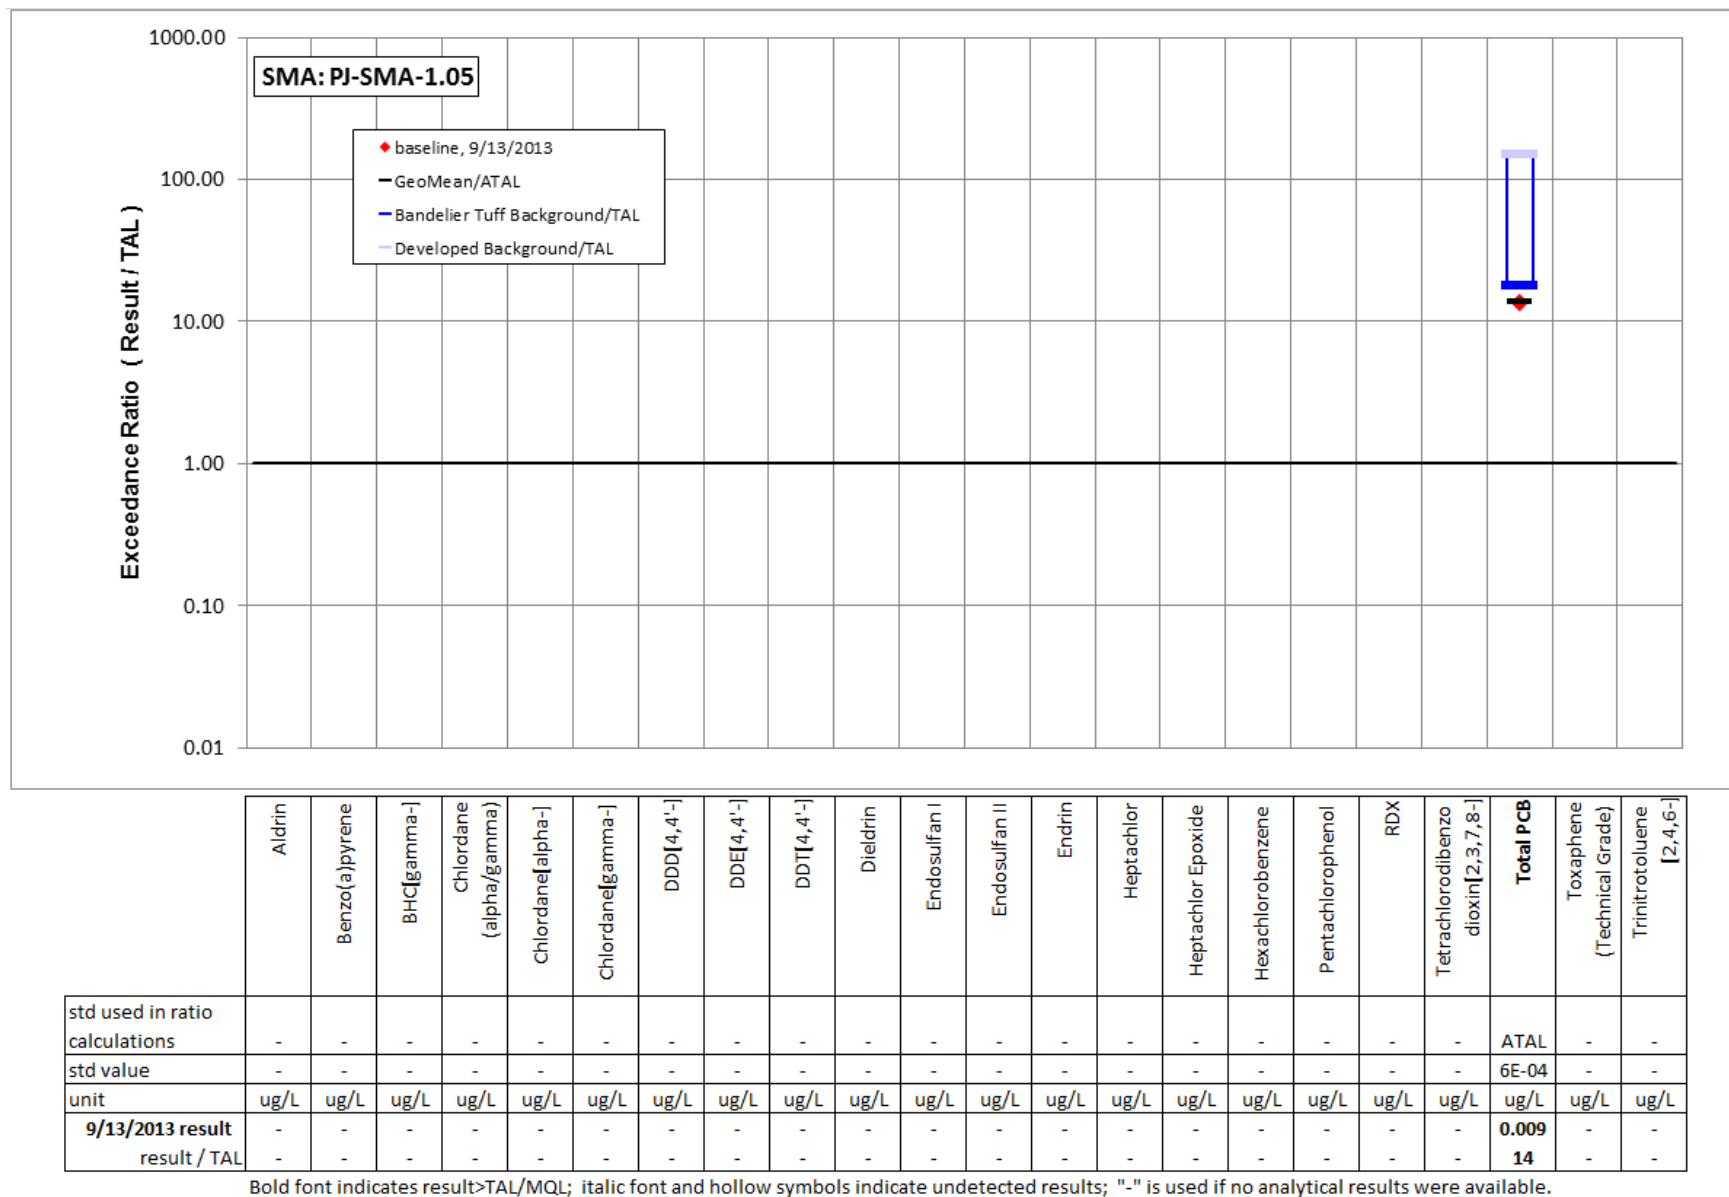 1000.00
SMA: PJ-SMA-1.05
baseline, 9/13/2013
GeoMean/ATAL
Bandelier Tuff Background/TAL
Developed Background/TAL
100.00
10.00
1.00
0.10
0.01
Exceedance Ratio ( Result / TAL )
Aldrin
Benzo(a)pyrene
BHC[gamma-]
Chlordane
(alpha/gamma)
Chlordane[alpha-]
Chlordane[gamma-]
DDD[4,4'-]
DDE[4,4'-]
DDT[4,4'-]
Dieldrin
Endosulfan I
Endosulfan II
Endrin
Heptachlor
Heptachlor Epoxide
Hexachlorobenzene
Pentachlorophenol
RDX
Tetrachlorodibenzo
dioxin[2,3,7,8-]
Total PCB
Toxaphene
(Technical Grade)
Trinitrotoluene
[2,4,6-]
std used in ratio
calculations - - - - - - - - - - - - - - - - - - - ATAL - -
std value - - - - - - - - - - - - - - - - - - - 6E-04 - -
unit ug/L ug/L ug/L ug/L ug/L ug/L ug/L ug/L ug/L ug/L ug/L ug/L ug/L ug/L ug/L ug/L ug/L ug/L ug/L ug/L ug/L ug/L
9/13/2013 result - - - - - - - - - - - - - - - - - - - 0.009 - -
result / TAL - - - - - - - - - - - - - - - - - - - 14 - -
Bold font indicates result>TAL/MQL; italic font and hollow symbols indicate undetected results; "-" is used if no analytical results were available.